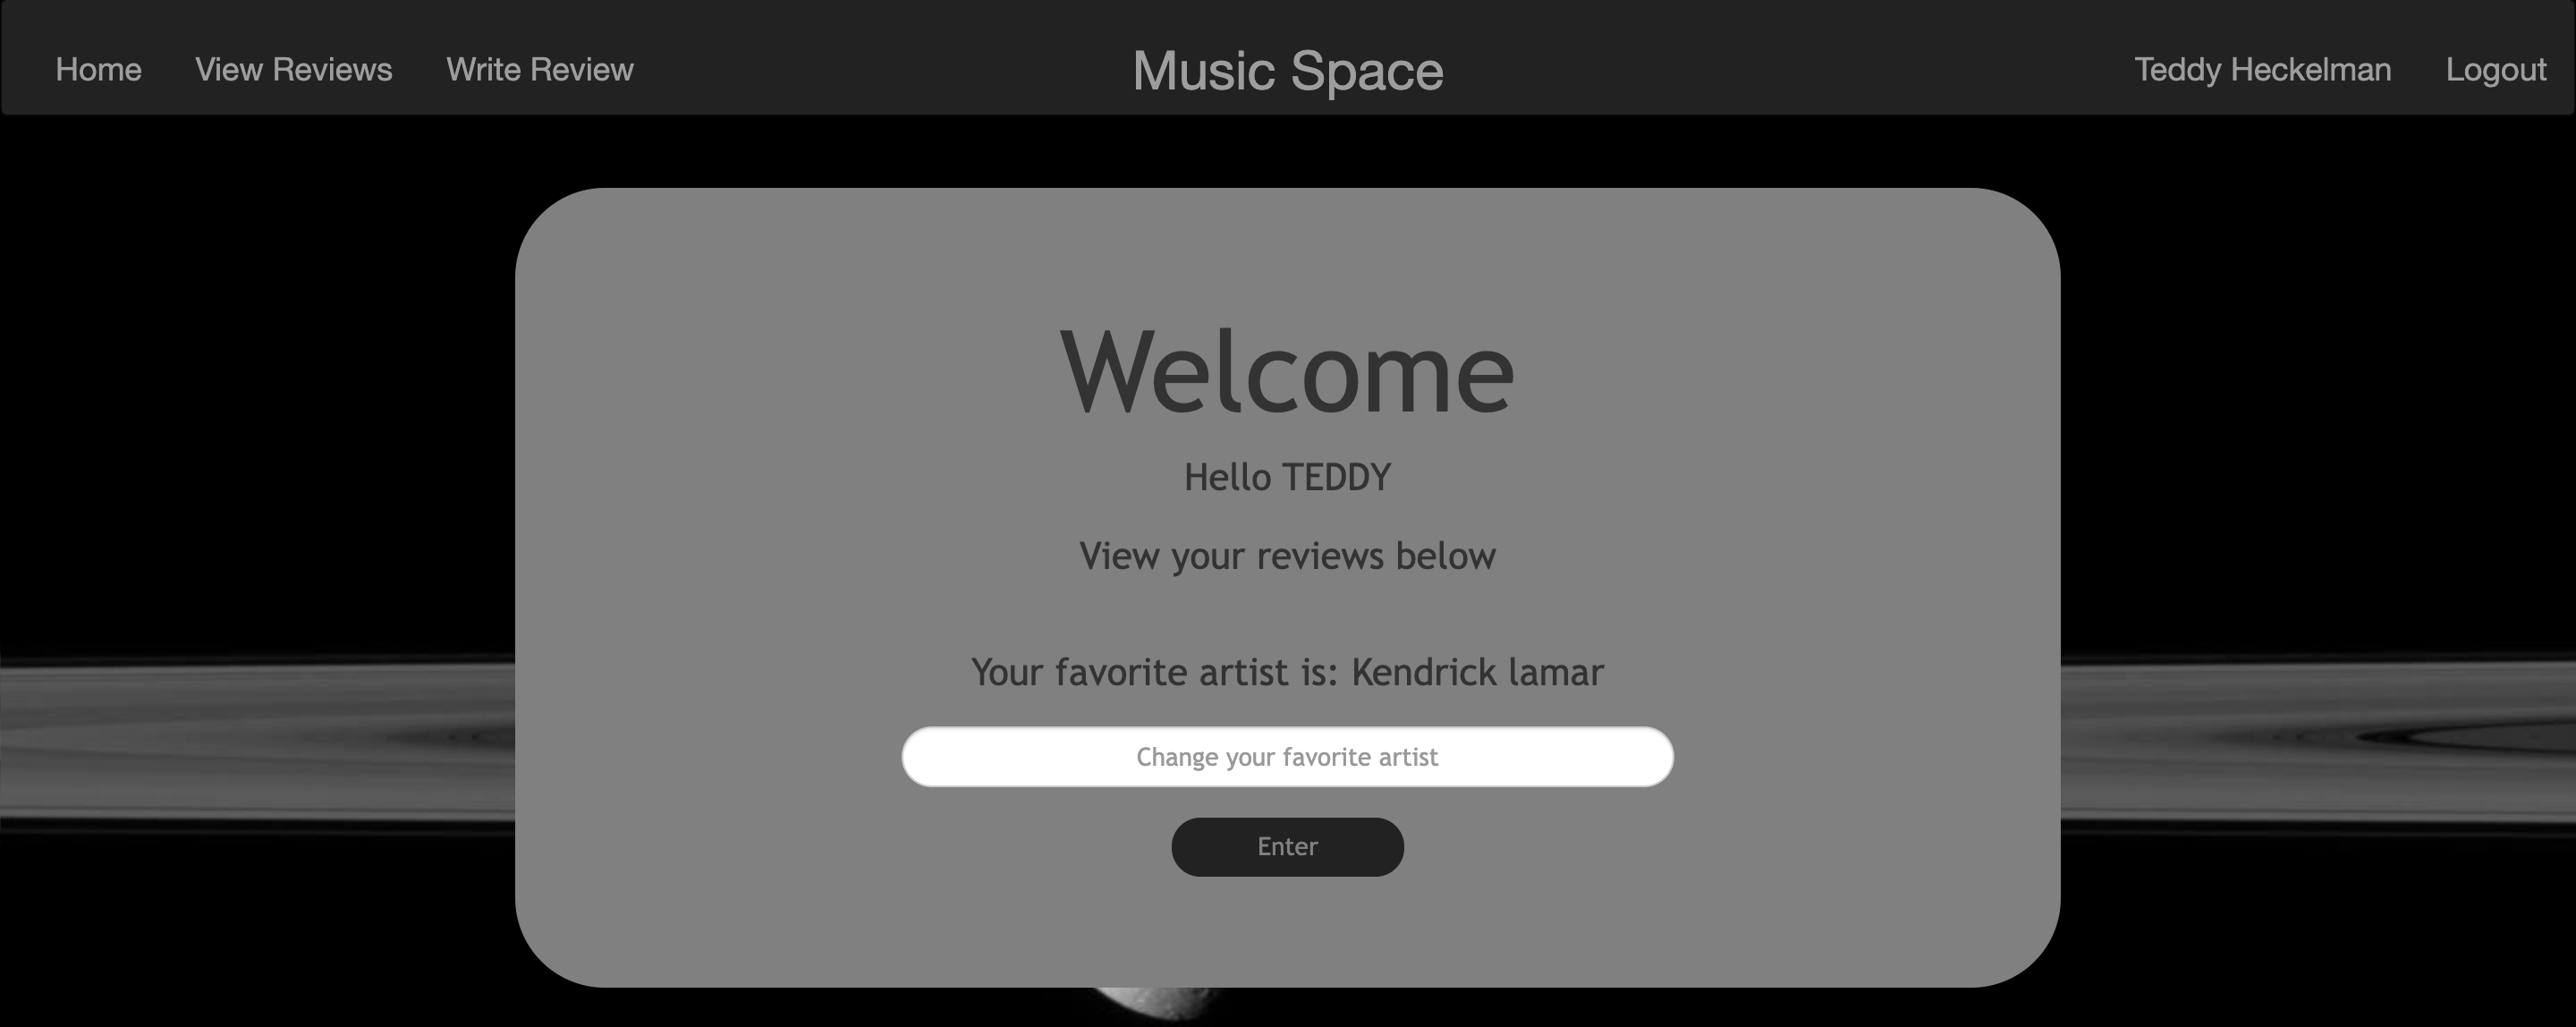 Home View Reviews Write Review Music Space Teddy Heckelman Logout
Welcome
Hello TEDDY
View your reviews below
Your favorite artist is: Kendrick lamar
Change your favorite artist
Enter